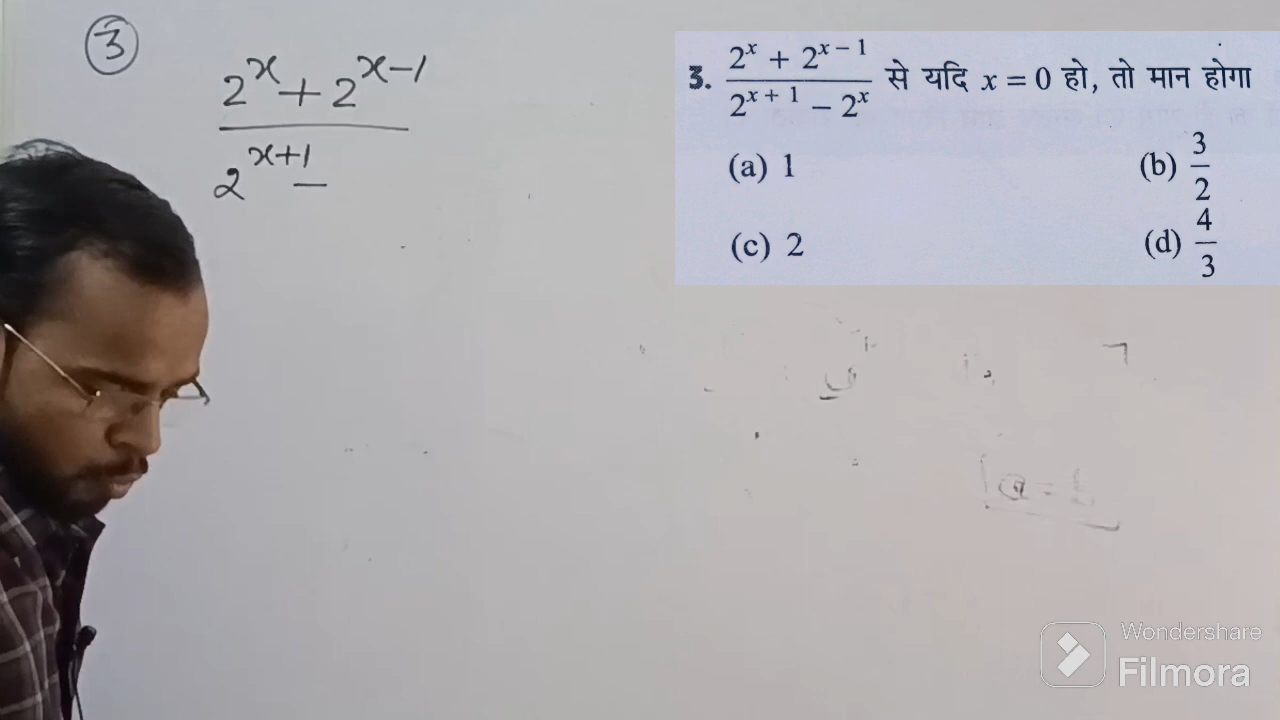 ③
2^x + 2^(x-1)
2^(x+1) -
3. (2^x + 2^(x - 1)) / (2^(x + 1) - 2^x) से यदि x = 0 हो, तो मान होगा
(a) 1 (b) 3/2
(c) 2 (d) 4/3
Wondershare
Filmora